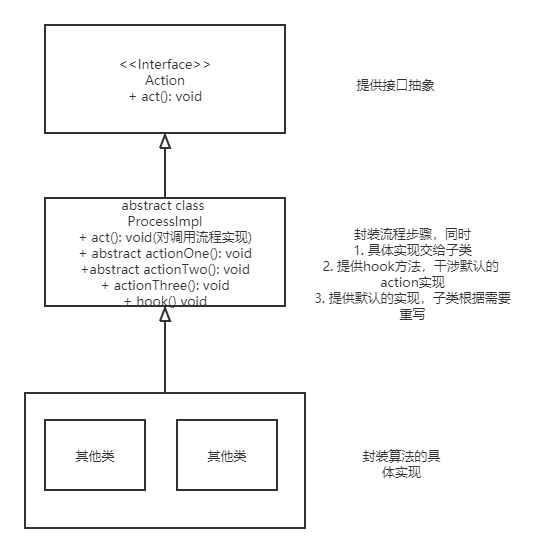 <<Interface>>
Action
+ act(): void
提供接口抽象
abstract class
ProcessImpl
+ act(): void(对调用流程实现)
+ abstract actionOne(): void
+abstract actionTwo(): void
+ actionThree(): void
+ hook() void
封装流程步骤，同时
1. 具体实现交给子类
2. 提供hook方法，干涉默认的
action实现
3. 提供默认的实现，子类根据需要
重写
其他类
其他类
封装算法的具
体实现